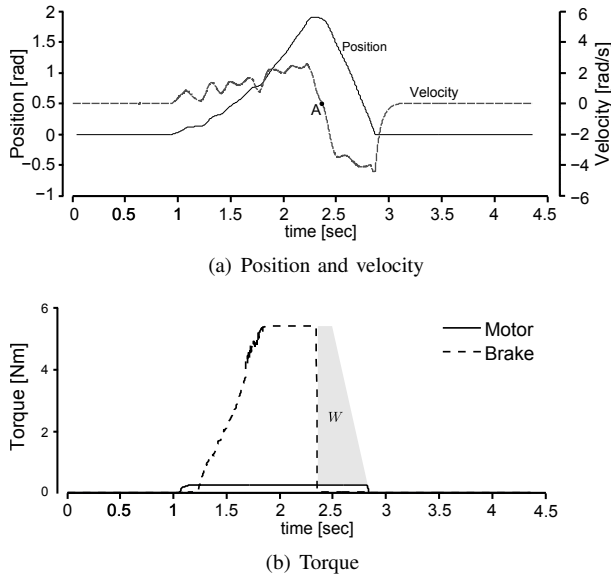 2
1.5
1
0.5
0
−0.5
−1
Position [rad]
6
4
2
0
−2
−4
−6
Velocity [rad/s]
Position
Velocity
A
0 0.5 1 1.5 2 2.5 3 3.5 4 4.5
time [sec]
(a) Position and velocity
6
4
2
0
Torque [Nm]
Motor
Brake
W
0 0.5 1 1.5 2 2.5 3 3.5 4 4.5
time [sec]
(b) Torque